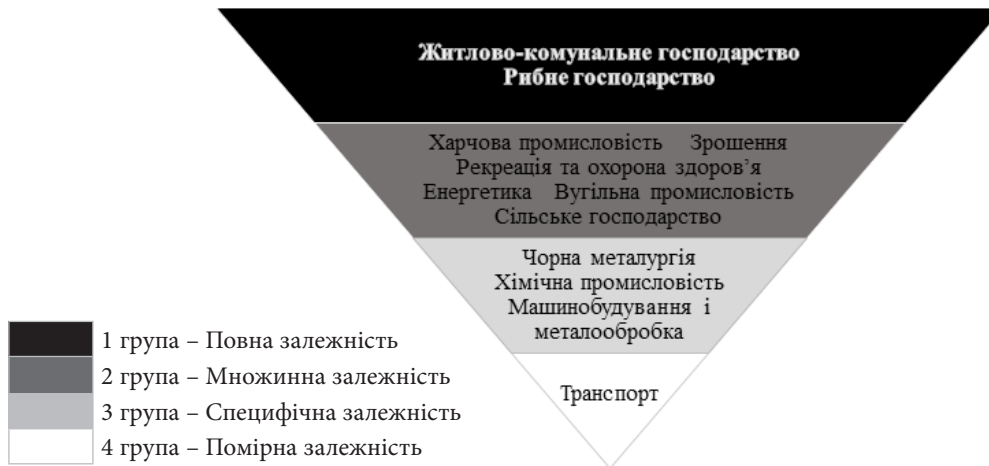 Житлово-комунальне господарство
Рибне господарство
Харчова промисловість Зрошення
Рекреація та охорона здоров’я
Енергетика Вугільна промисловість
Сільське господарство
Чорна металургія
Хімічна промисловість
Машинобудування і
металообробка
Транспорт
1 група – Повна залежність
2 група – Множинна залежність
3 група – Специфічна залежність
4 група – Помірна залежність